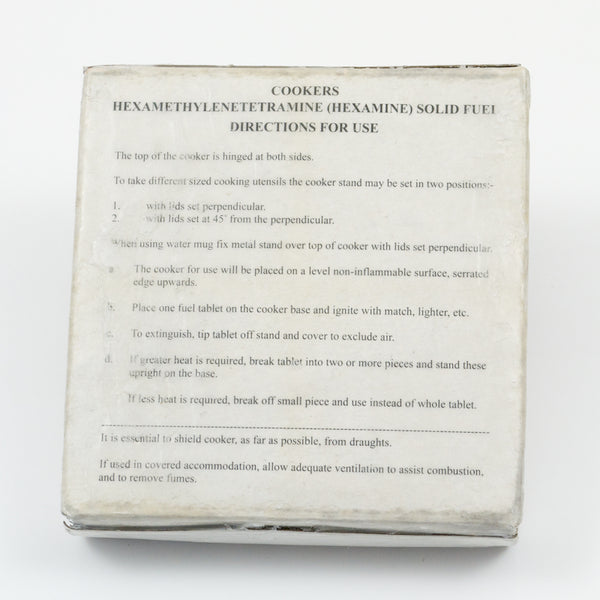 COOKERS
HEXAMETHYLENETETRAMINE (HEXAMINE) SOLID FUEL
DIRECTIONS FOR USE
The top of the cooker is hinged at both sides.
To take different sized cooking utensils the cooker stand may be set in two positions:-
1. with lids set perpendicular.
2. with lids set at 45° from the perpendicular.
When using water mug fix metal stand over top of cooker with lids set perpendicular.
a. The cooker for use will be placed on a level non-inflammable surface, serrated
edge upwards.
b. Place one fuel tablet on the cooker base and ignite with match, lighter, etc.
c. To extinguish, tip tablet off stand and cover to exclude air.
d. If greater heat is required, break tablet into two or more pieces and stand these
upright on the base.
If less heat is required, break off small piece and use instead of whole tablet.
It is essential to shield cooker, as far as possible, from draughts.
If used in covered accommodation, allow adequate ventilation to assist combustion,
and to remove fumes.